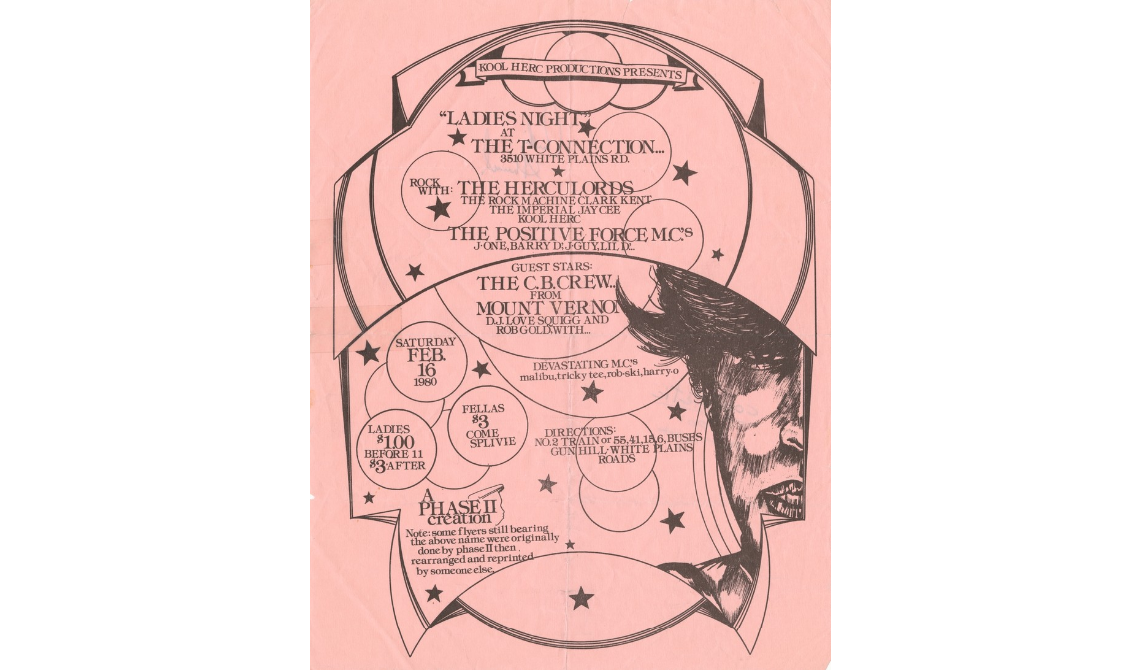 KOOL HERC PRODUCTIONS PRESENTS
"LADIES NIGHT"
AT
THE T-CONNECTION...
3510 WHITE PLAINS RD.
ROCK
WITH:
THE HERCULORDS
THE ROCK MACHINE CLARK KENT
THE IMPERIAL JAY CEE
KOOL HERC
THE POSITIVE FORCE M.C.'s
J-ONE, BARRY D., J-GUY, LIL D...
GUEST STARS:
THE C.B. CREW...
FROM
MOUNT VERNON
D.J. LOVE SQUIGG AND
ROB GOLD, WITH...
DEVASTATING M.C.'s
malibu, tricky tee, rob-ski, harry-o
SATURDAY
FEB.
16
1980
FELLAS
$3
COME
SPLIVIE
LADIES
$1.00
BEFORE 11
$3 AFTER
DIRECTIONS:
NO. 2 TRAIN or 55, 41, 15, 6, BUSES
GUN HILL-WHITE PLAINS
ROADS
A
PHASE II
creation
Note: some flyers still bearing
the above name were originally
done by phase II then
rearranged and reprinted
by someone else.